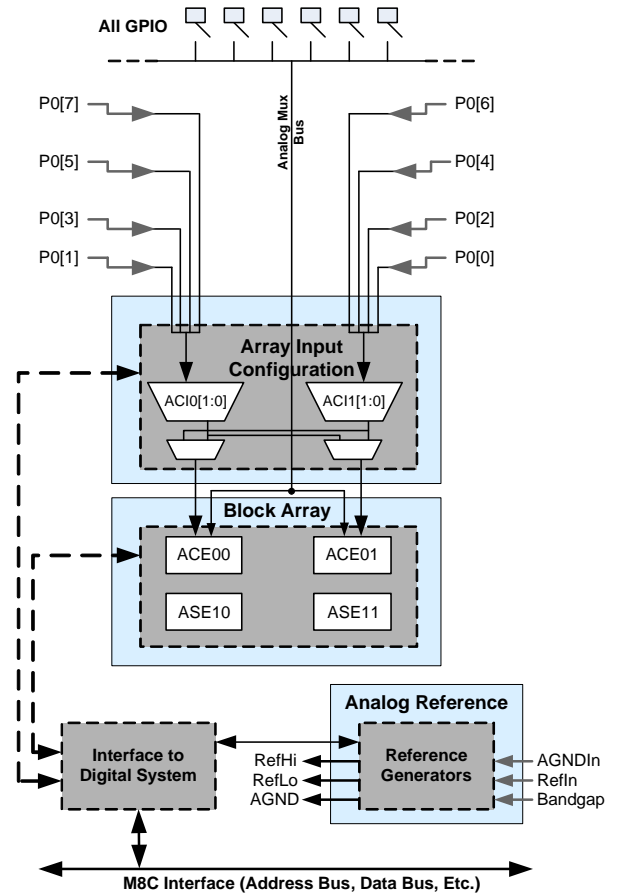 All GPIO
Analog Mux
Bus
P0[7]
P0[6]
P0[5]
P0[4]
P0[3]
P0[2]
P0[1]
P0[0]
Array Input
Configuration
ACI0[1:0]
ACI1[1:0]
Block Array
ACE00
ACE01
ASE10
ASE11
Analog Reference
Interface to
Digital System
RefHi
RefLo
AGND
Reference
Generators
AGNDIn
RefIn
Bandgap
M8C Interface (Address Bus, Data Bus, Etc.)